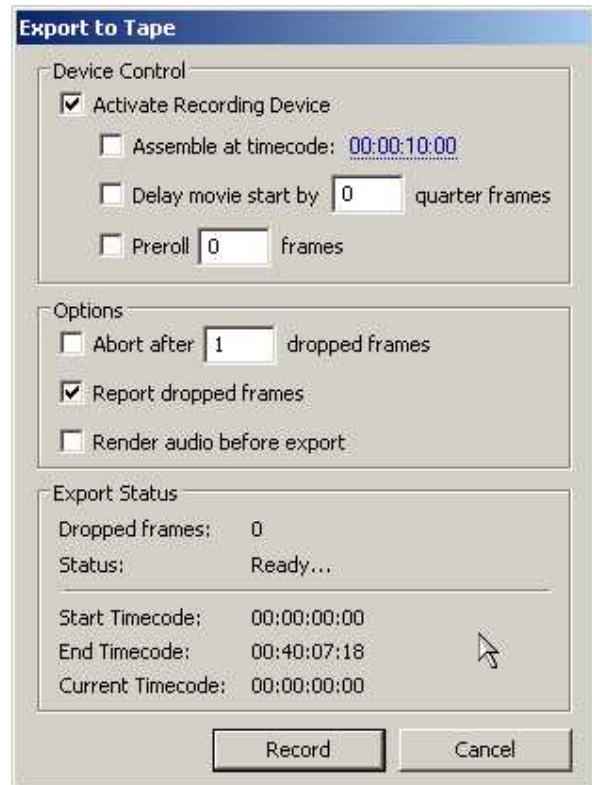 Export to Tape
Device Control
Activate Recording Device
Assemble at timecode: 00:00:10:00
Delay movie start by 0 quarter frames
Preroll 0 frames
Options
Abort after 1 dropped frames
Report dropped frames
Render audio before export
Export Status
Dropped frames: 0
Status: Ready...
Start Timecode: 00:00:00:00
End Timecode: 00:40:07:18
Current Timecode: 00:00:00:00
Record Cancel